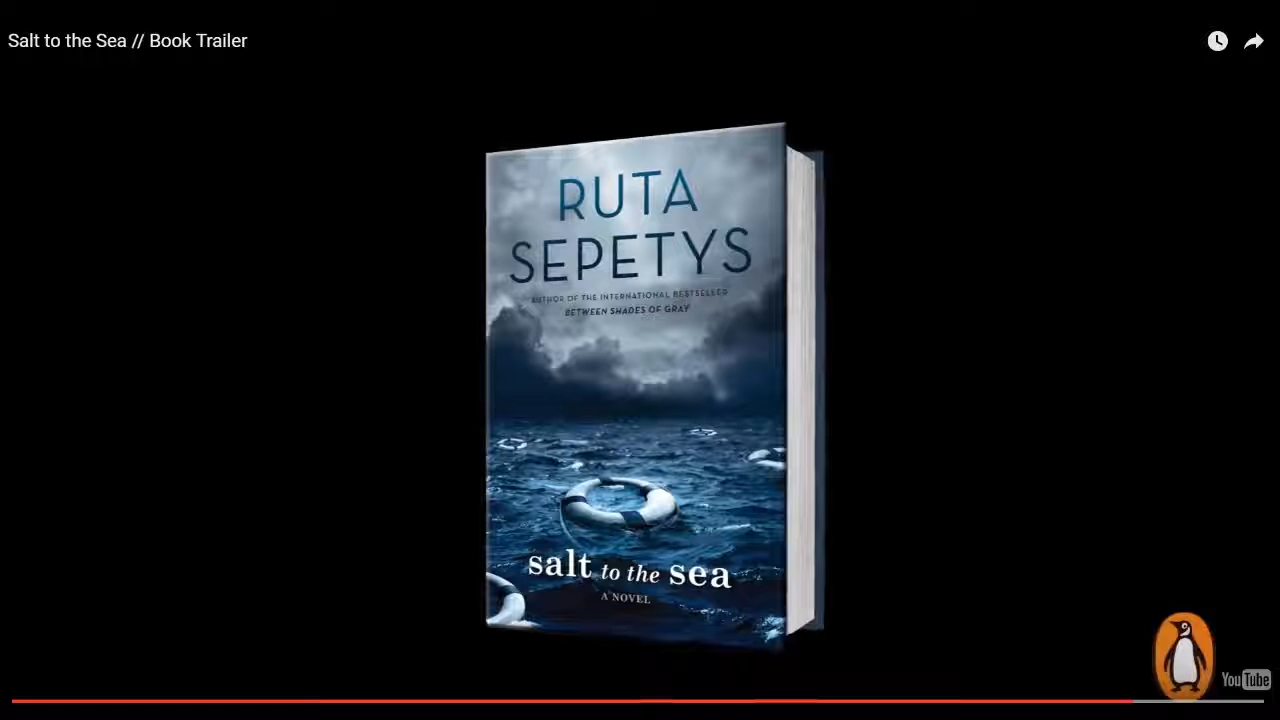 Salt to the Sea // Book Trailer
RUTA
SEPETYS
AUTHOR OF THE INTERNATIONAL BESTSELLER
BETWEEN SHADES OF GRAY
salt to the sea
A NOVEL
YouTube